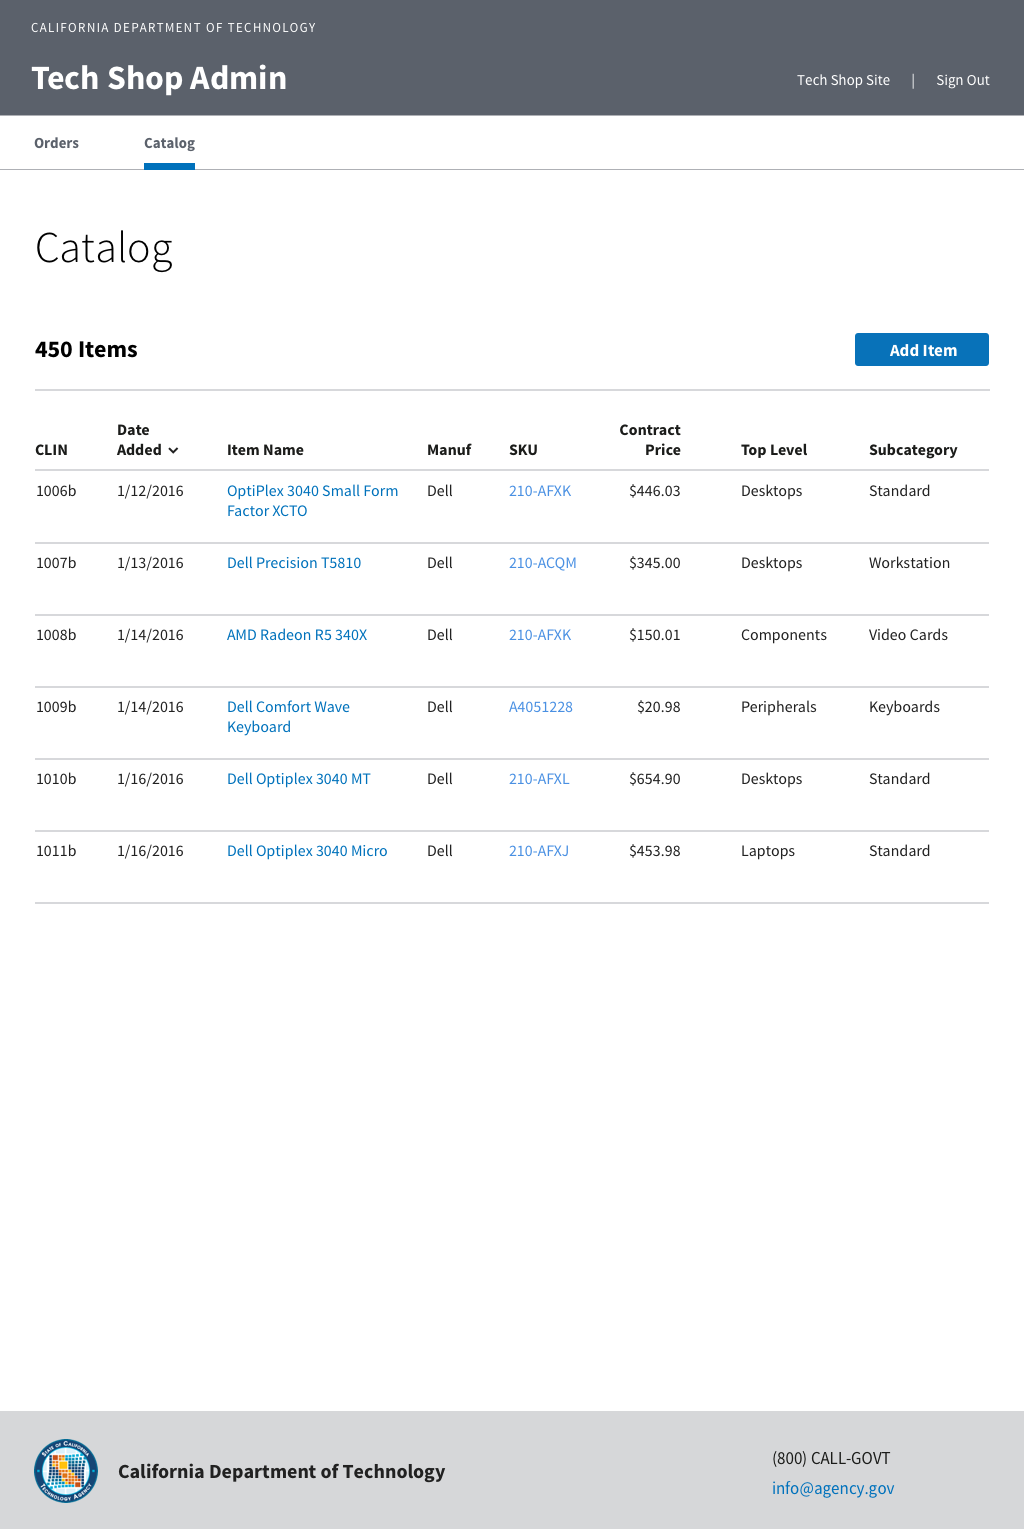 CALIFORNIA DEPARTMENT OF TECHNOLOGY
Tech Shop Admin
Tech Shop Site | Sign Out
Orders Catalog
Catalog
450 Items Add Item
Date Contract
CLIN Added Item Name Manuf SKU Price Top Level Subcategory
1006b 1/12/2016 OptiPlex 3040 Small Form Dell 210-AFXK $446.03 Desktops Standard
Factor XCTO
1007b 1/13/2016 Dell Precision T5810 Dell 210-ACQM $345.00 Desktops Workstation
1008b 1/14/2016 AMD Radeon R5 340X Dell 210-AFXK $150.01 Components Video Cards
1009b 1/14/2016 Dell Comfort Wave Dell A4051228 $20.98 Peripherals Keyboards
Keyboard
1010b 1/16/2016 Dell Optiplex 3040 MT Dell 210-AFXL $654.90 Desktops Standard
1011b 1/16/2016 Dell Optiplex 3040 Micro Dell 210-AFXJ $453.98 Laptops Standard
STATE OF CALIFORNIA
TECHNOLOGY AGENCY
California Department of Technology
(800) CALL-GOVT
info@agency.gov